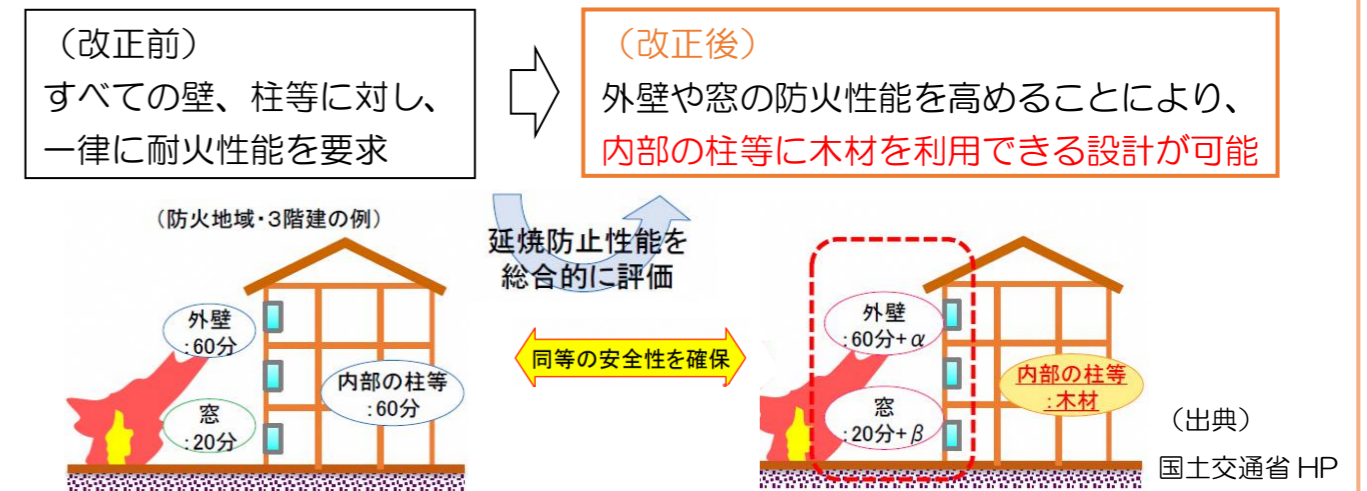 （改正前）
すべての壁、柱等に対し、
一律に耐火性能を要求
（改正後）
外壁や窓の防火性能を高めることにより、
内部の柱等に木材を利用できる設計が可能
（防火地域・3階建の例）
外壁
:60分
窓
:20分
内部の柱等
:60分
延焼防止性能を
総合的に評価
同等の安全性を確保
外壁
:60分+α
窓
:20分+β
内部の柱等
:木材
（出典）
国土交通省 HP